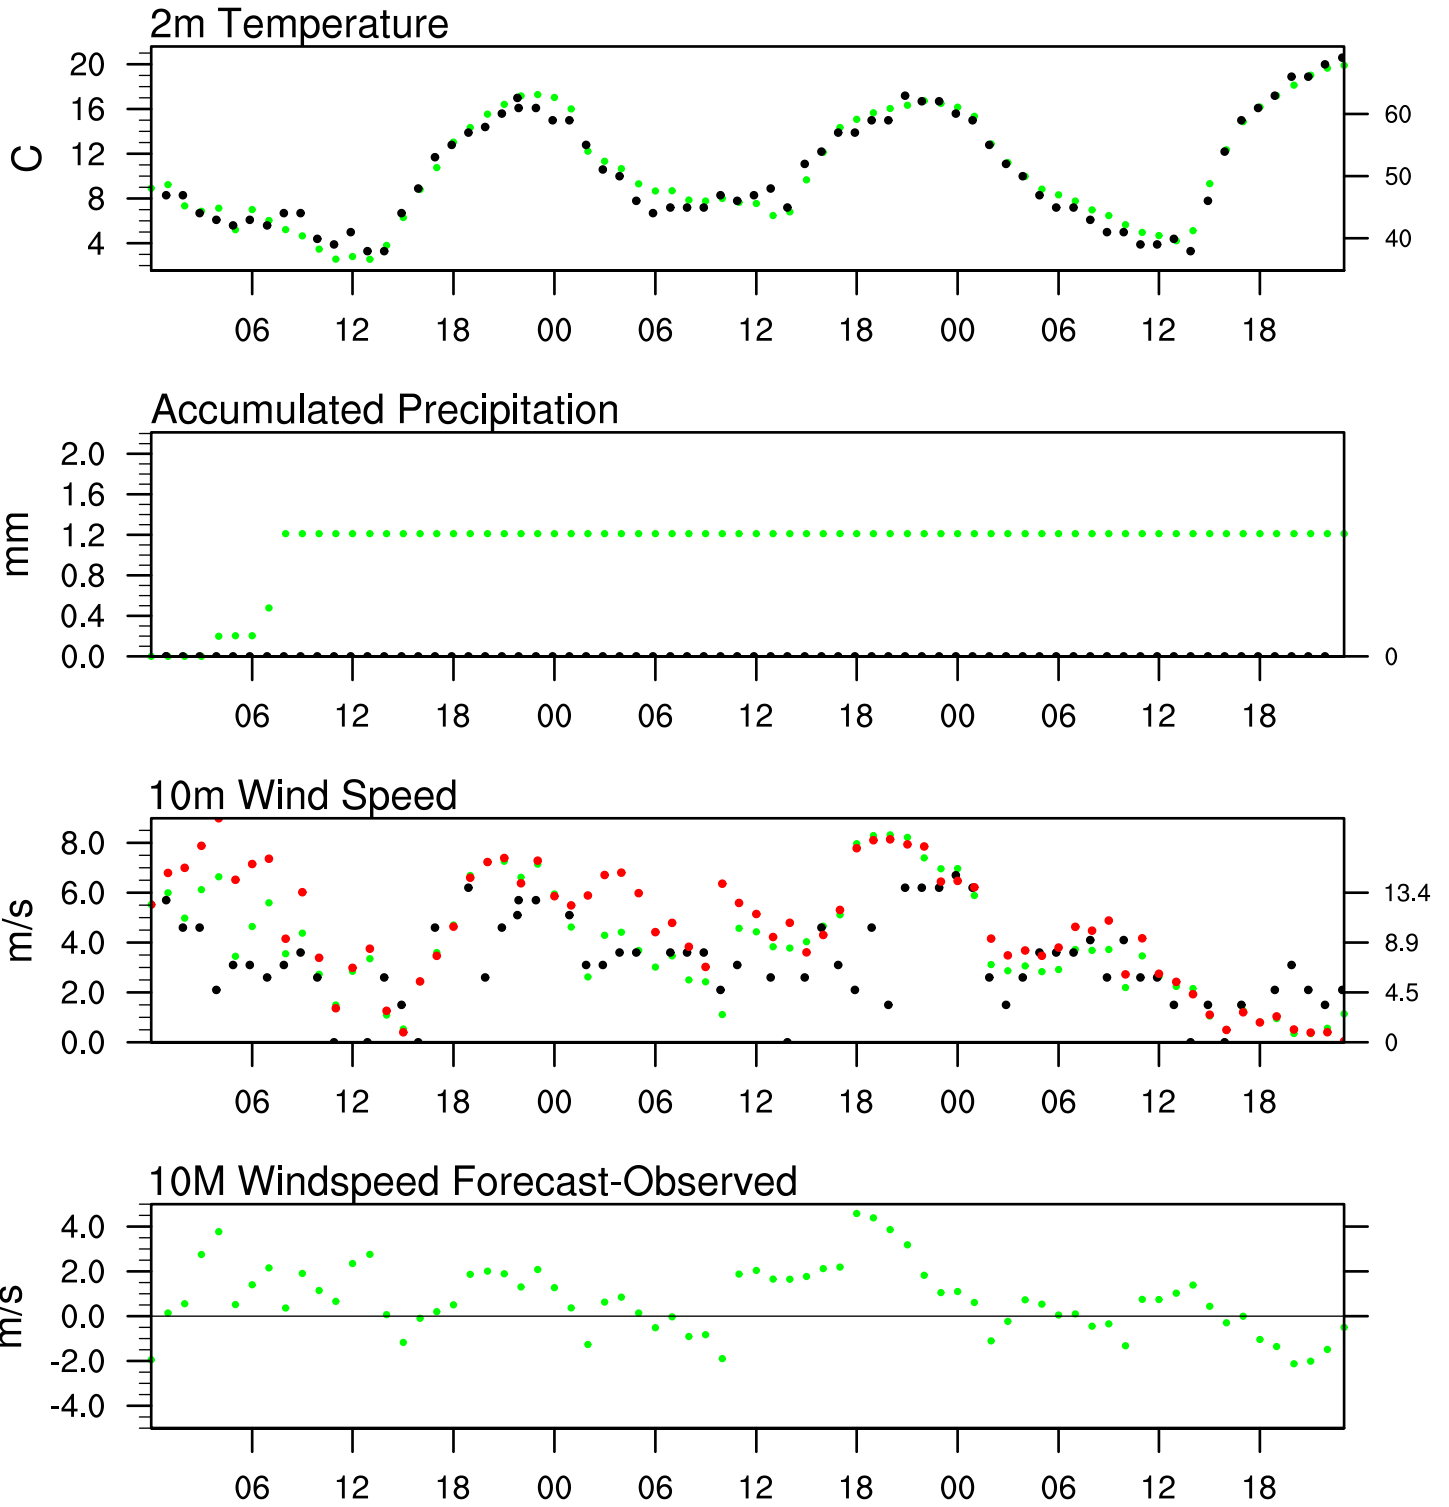 2m Temperature
20
16
12
8
4
C
60
50
40
06 12 18 00 06 12 18 00 06 12 18
Accumulated Precipitation
2.0
1.6
1.2
0.8
0.4
0.0
mm
0
06 12 18 00 06 12 18 00 06 12 18
10m Wind Speed
8.0
6.0
4.0
2.0
0.0
m/s
13.4
8.9
4.5
0
06 12 18 00 06 12 18 00 06 12 18
10M Windspeed Forecast-Observed
4.0
2.0
0.0
-2.0
-4.0
m/s
06 12 18 00 06 12 18 00 06 12 18